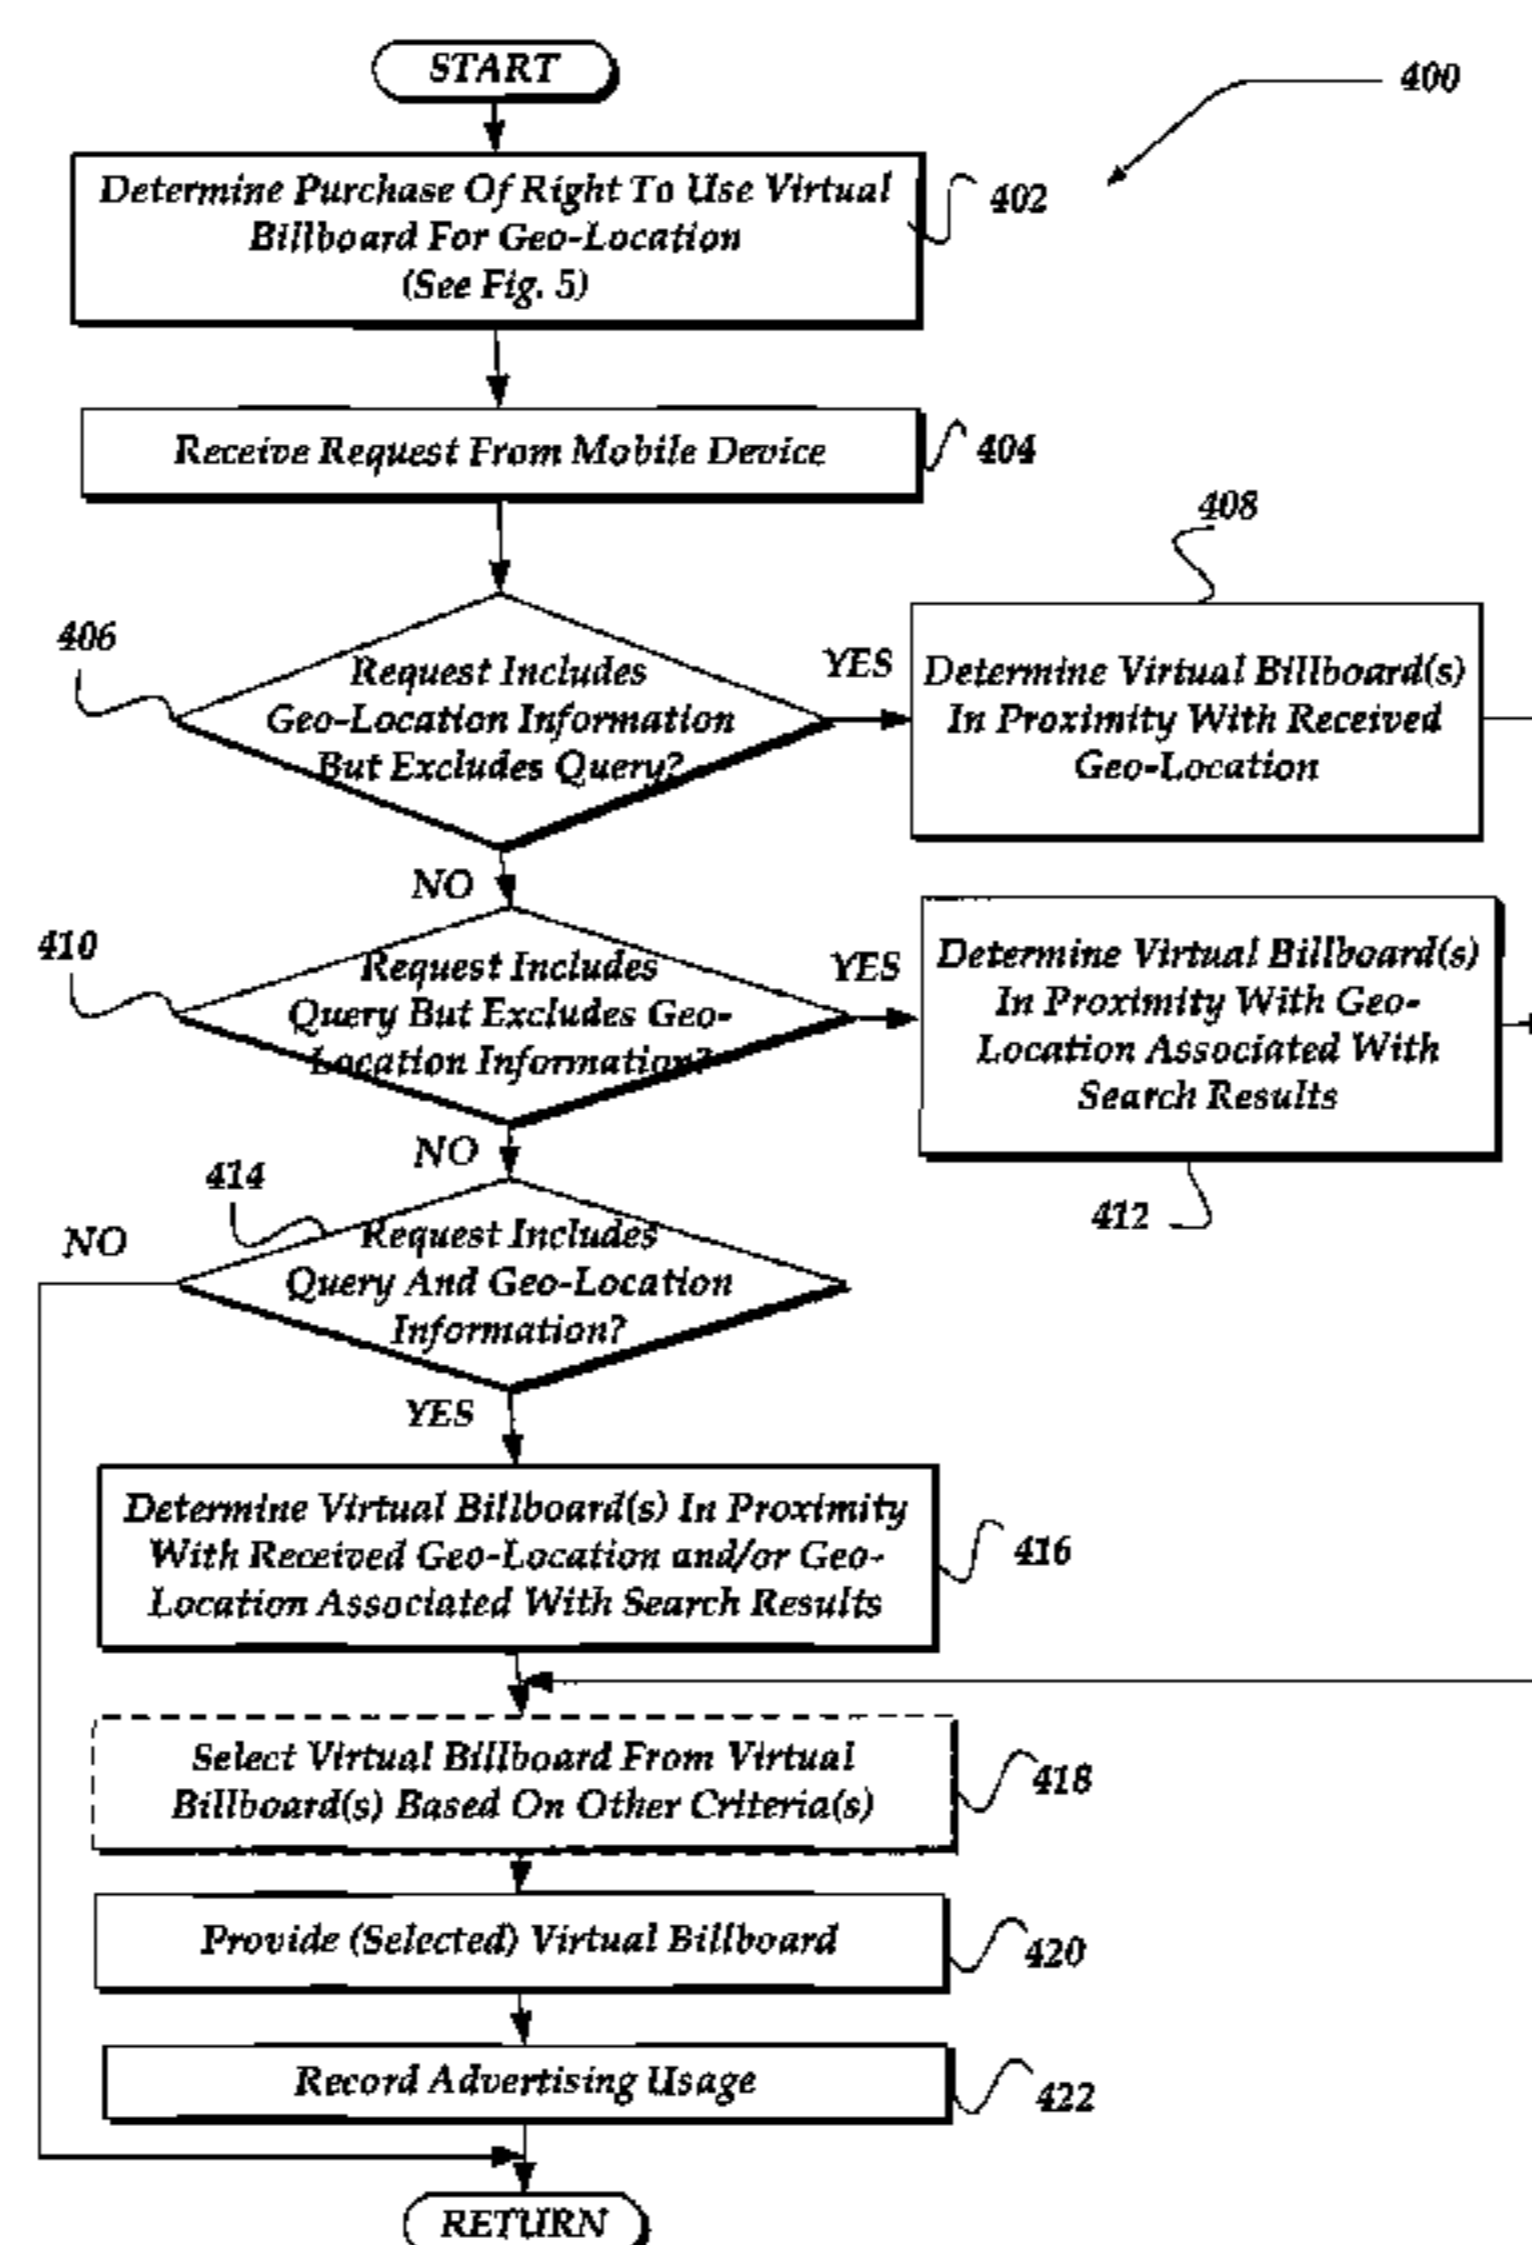 START
400
Determine Purchase Of Right To Use Virtual
Billboard For Geo-Location
(See Fig. 5)
402
Receive Request From Mobile Device
404
408
406
Request Includes
Geo-Location Information
But Excludes Query?
YES
Determine Virtual Billboard(s)
In Proximity With Received
Geo-Location
NO
410
Request Includes
Query But Excludes Geo-
Location Information?
YES
Determine Virtual Billboard(s)
In Proximity With Geo-
Location Associated With
Search Results
NO
412
414
NO
Request Includes
Query And Geo-Location
Information?
YES
Determine Virtual Billboard(s) In Proximity
With Received Geo-Location and/or Geo-
Location Associated With Search Results
416
Select Virtual Billboard From Virtual
Billboard(s) Based On Other Criteria(s)
418
Provide (Selected) Virtual Billboard
420
Record Advertising Usage
422
RETURN